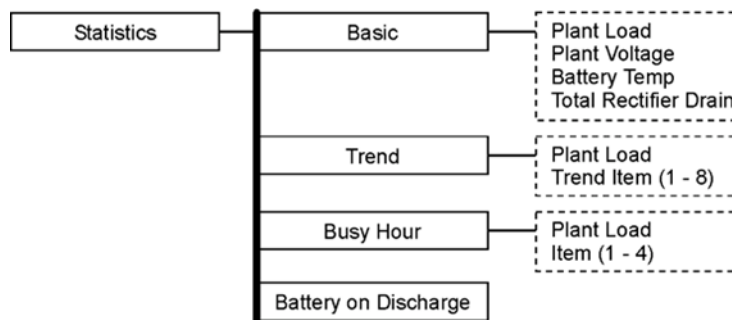 Statistics
Basic
Plant Load
Plant Voltage
Battery Temp
Total Rectifier Drain
Trend
Plant Load
Trend Item (1 - 8)
Busy Hour
Plant Load
Item (1 - 4)
Battery on Discharge